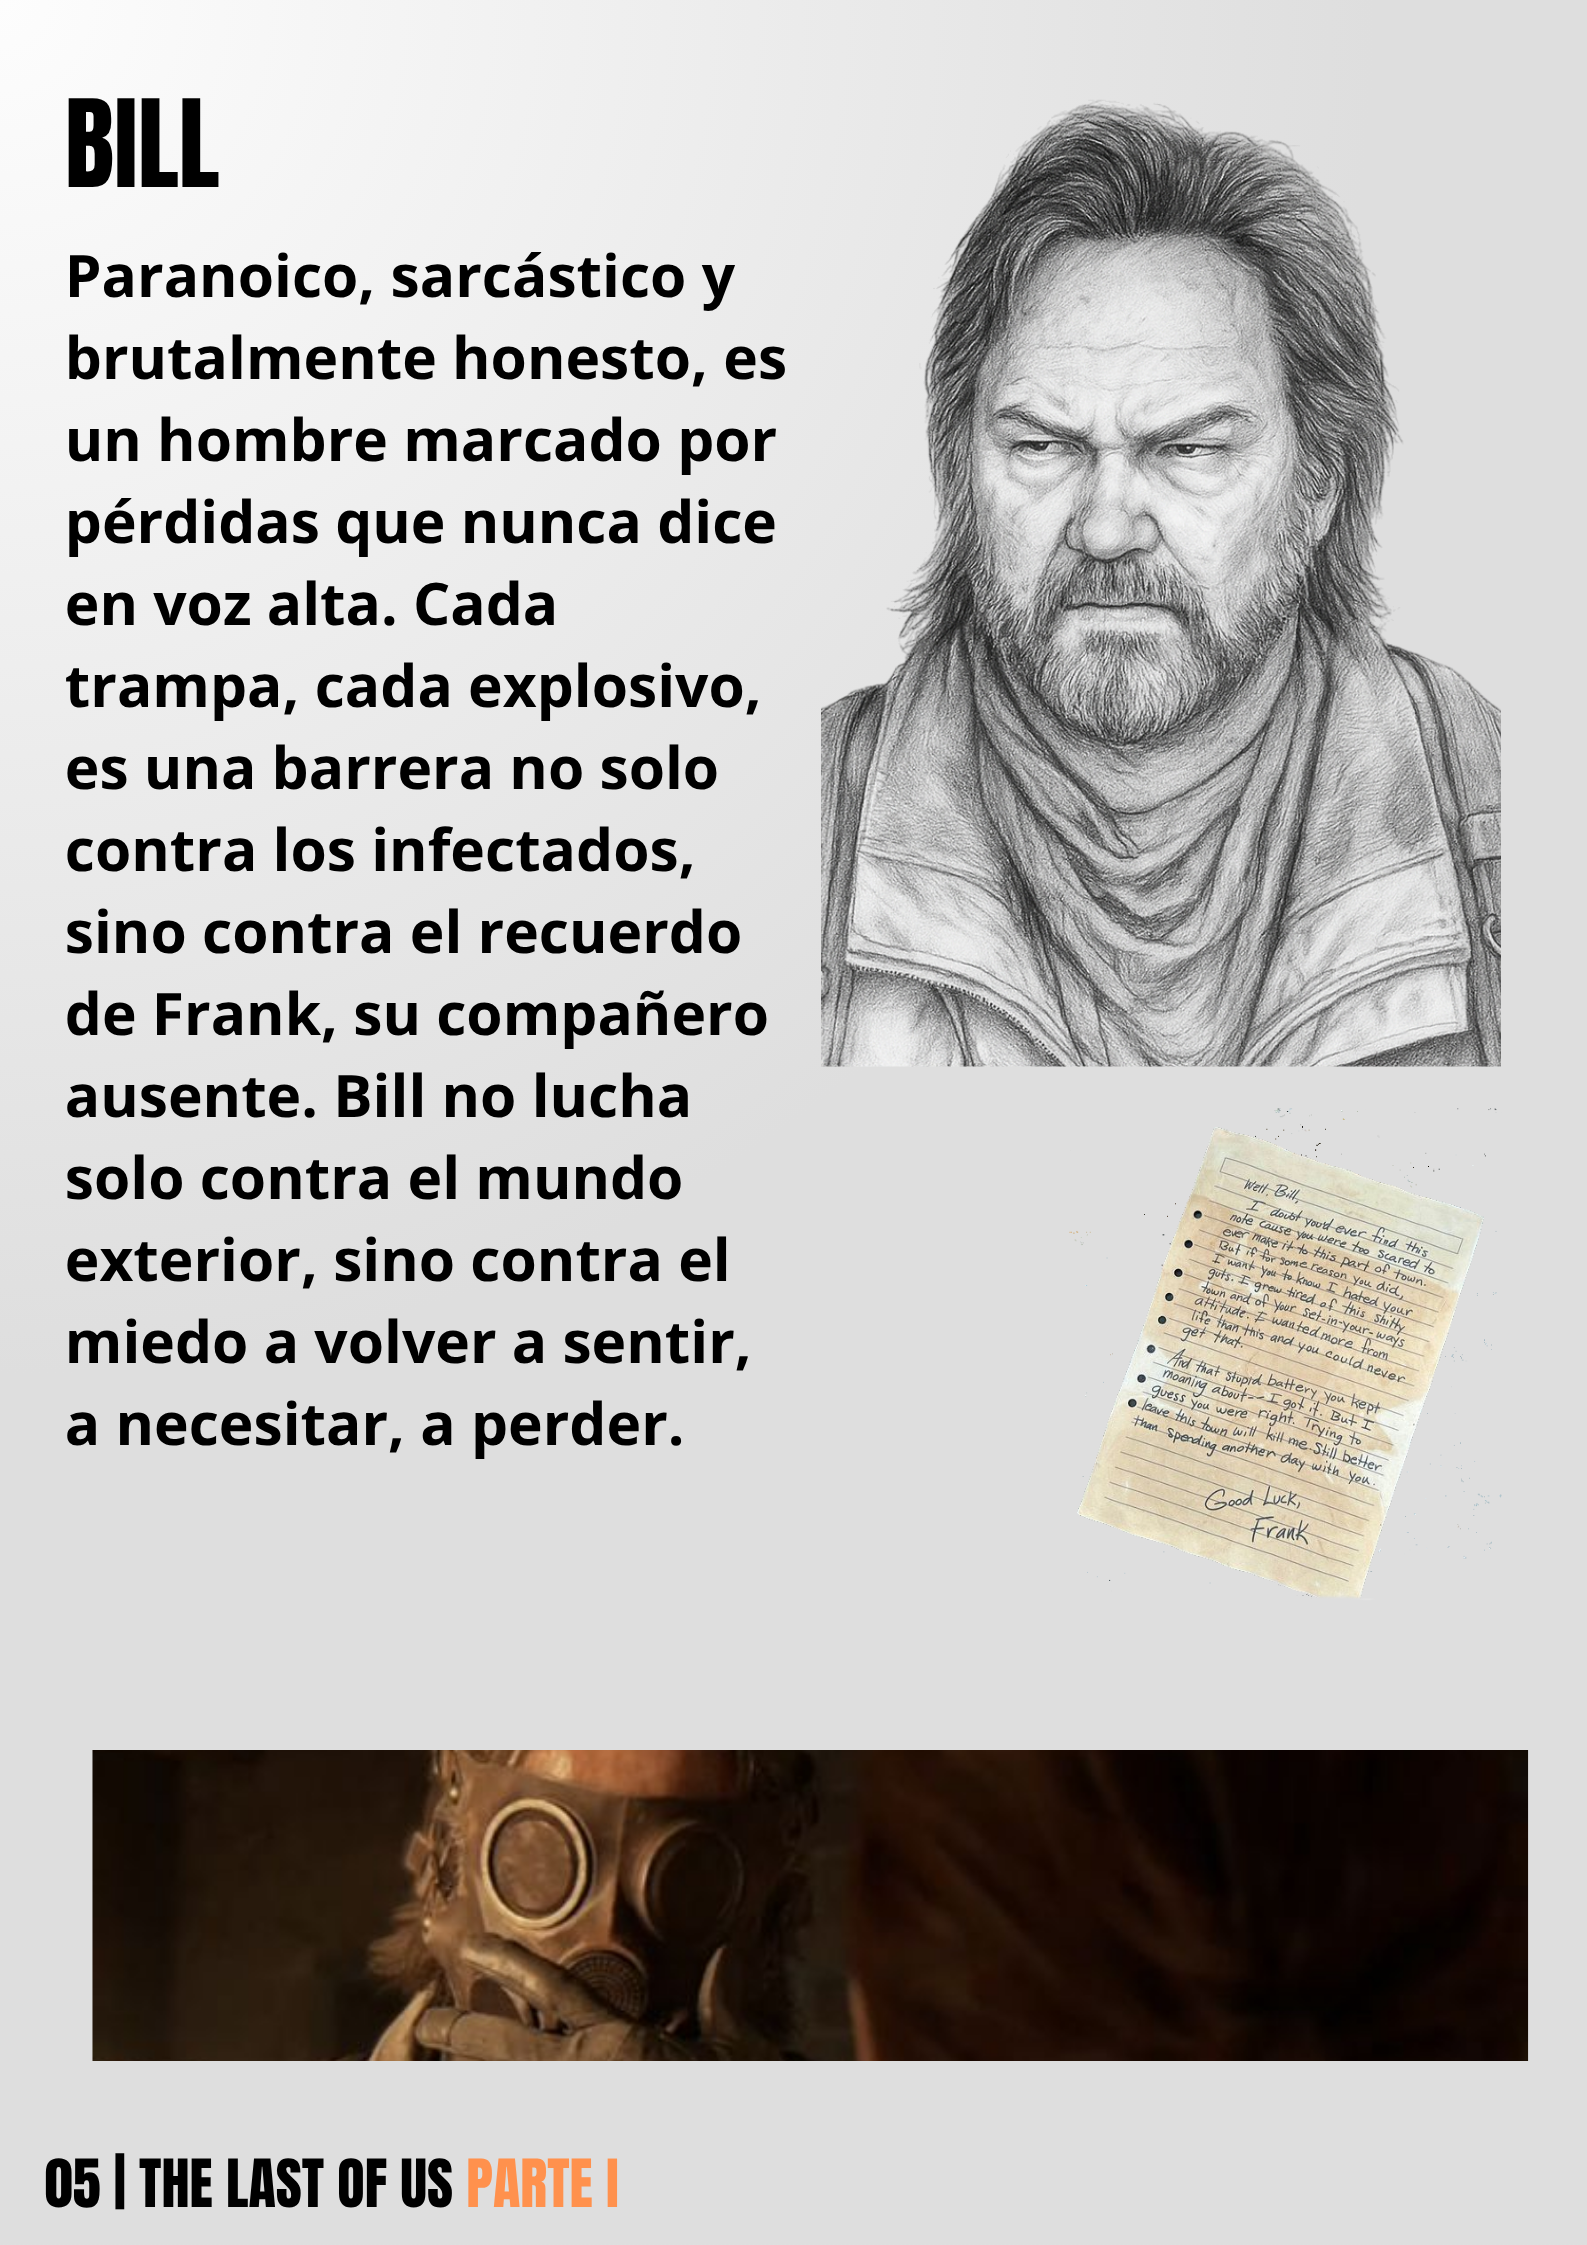 BILL
Paranoico, sarcástico y
brutalmente honesto, es
un hombre marcado por
pérdidas que nunca dice
en voz alta. Cada
trampa, cada explosivo,
es una barrera no solo
contra los infectados,
sino contra el recuerdo
de Frank, su compañero
ausente. Bill no lucha
solo contra el mundo
exterior, sino contra el
miedo a volver a sentir,
a necesitar, a perder.
Well. Bill,
I doubt you'd ever find this
note cause you were too scared to
ever make it to this part of town.
But if for some reason you did,
I want you to know I hated your
guts. I grew tired of this shitty
town and of your set-in-your-ways
attitude. I wanted more from
life than this and you could never
get that.
And that stupid battery you kept
moaning about-- I got it. But I
guess you were right. Trying to
leave this town will kill me. Still better
than spending another day with you.
Good Luck,
Frank
05 | THE LAST OF US PARTE I